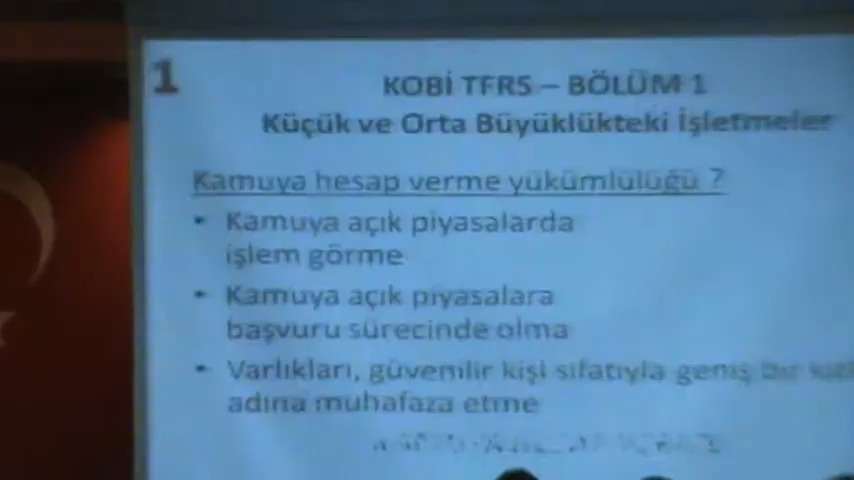 1
KOBİ TFRS – BÖLÜM 1
Küçük ve Orta Büyüklükteki İşletmeler
Kamuya hesap verme yükümlülüğü ?
• Kamuya açık piyasalarda
işlem görme
• Kamuya açık piyasalara
başvuru sürecinde olma
• Varlıkları, güvenilir kişi sıfatıyla geniş bir
adına muhafaza etme